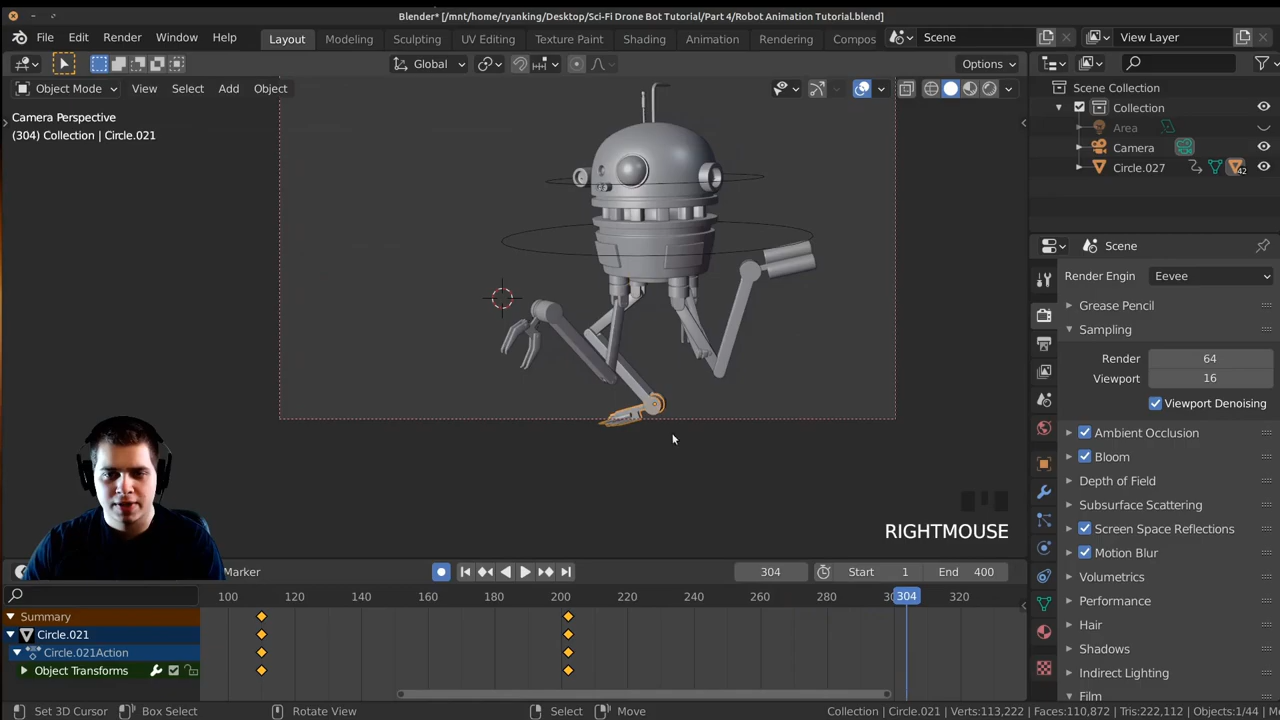 Blender* [/mnt/home/ryanking/Desktop/Sci-Fi Drone Bot Tutorial/Part 4/Robot Animation Tutorial.blend]
File Edit Render Window Help Layout Modeling Sculpting UV Editing Texture Paint Shading Animation Rendering Compos Scene View Layer
Global Options
Object Mode View Select Add Object
Camera Perspective
(304) Collection | Circle.021
Scene Collection
Collection
Area
Camera
Circle.027 42
Scene
Render Engin Eevee
Grease Pencil
Sampling
Render 64
Viewport 16
Viewport Denoising
Ambient Occlusion
Bloom
Depth of Field
Subsurface Scattering
Screen Space Reflections
Motion Blur
Volumetrics
Performance
Hair
Shadows
Indirect Lighting
Film
RIGHTMOUSE
Marker 304 Start 1 End 400
100 120 140 160 180 200 220 240 260 280 30 304 320
Summary
Circle.021
Circle.021Action
Object Transforms
Set 3D Cursor Box Select Rotate View Select Move Collection | Circle.021 | Verts:113,222 | Faces:110,872 | Tris:222,112 | Objects:1/44 | Me